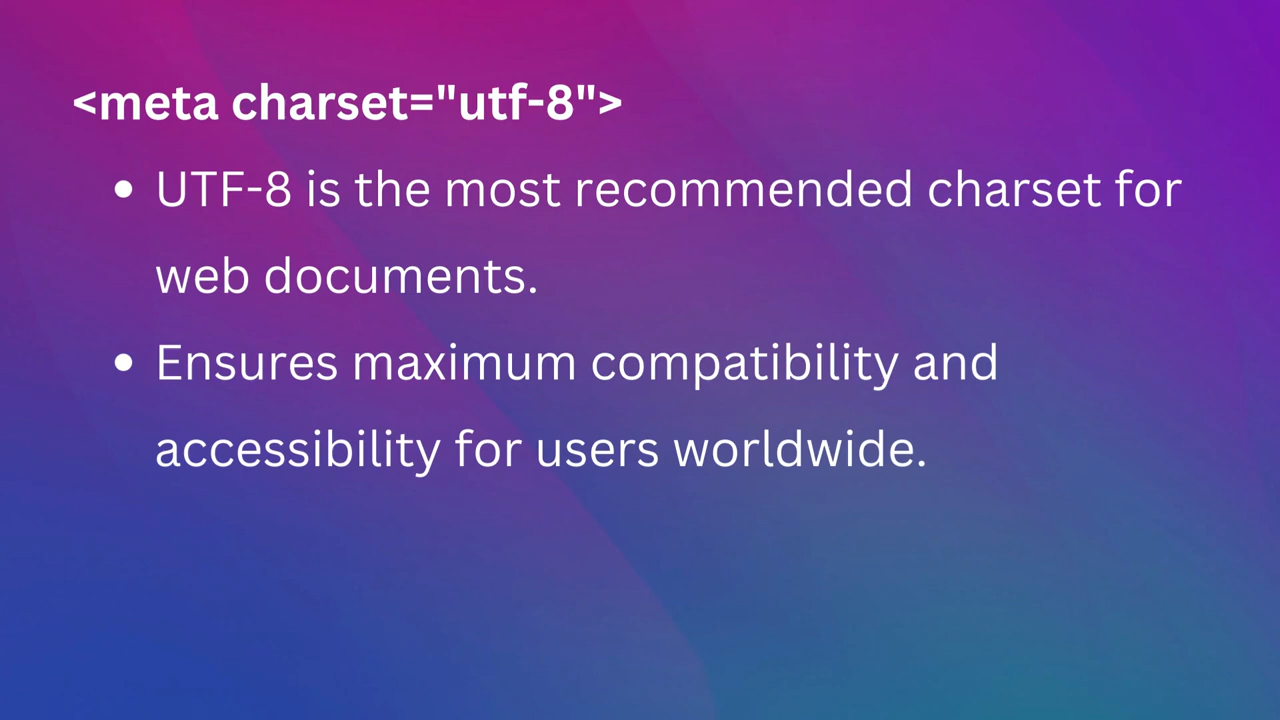 <meta charset="utf-8">
• UTF-8 is the most recommended charset for
web documents.
• Ensures maximum compatibility and
accessibility for users worldwide.